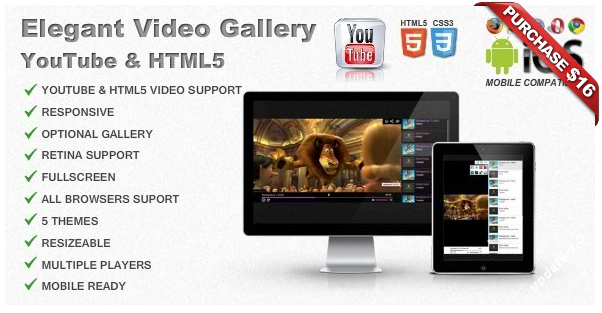 Elegant Video Gallery
YouTube & HTML5
You
Tube
HTML5 CSS3
iOS
MOBILE COMPATI
PURCHASE $16
YOUTUBE & HTML5 VIDEO SUPPORT
RESPONSIVE
OPTIONAL GALLERY
RETINA SUPPORT
FULLSCREEN
ALL BROWSERS SUPORT
5 THEMES
RESIZEABLE
MULTIPLE PLAYERS
MOBILE READY